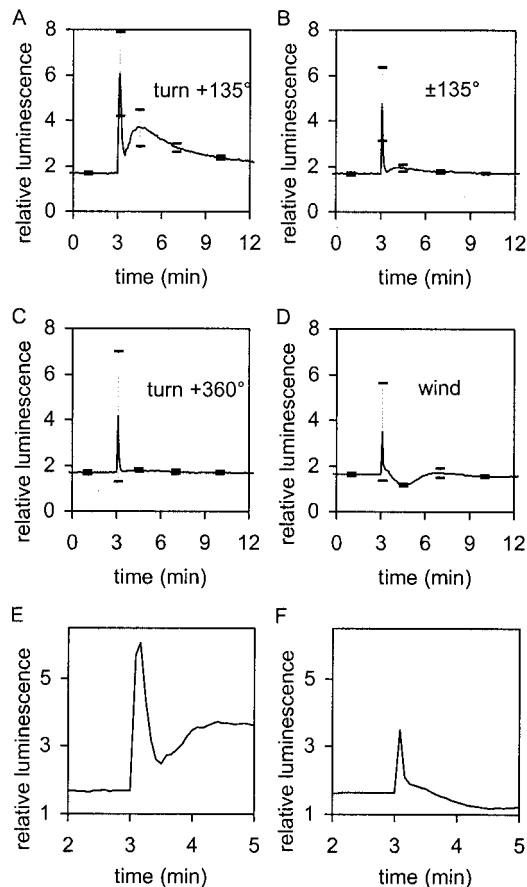 A
relative luminescence
8
6
4
2
0
turn +135°
0 3 6 9 12
time (min)
B
relative luminescence
8
6
4
2
0
±135°
0 3 6 9 12
time (min)
C
relative luminescence
8
6
4
2
0
turn +360°
0 3 6 9 12
time (min)
D
relative luminescence
8
6
4
2
0
wind
0 3 6 9 12
time (min)
E
relative luminescence
5
3
1
2 3 4 5
time (min)
F
relative luminescence
5
3
1
2 3 4 5
time (min)